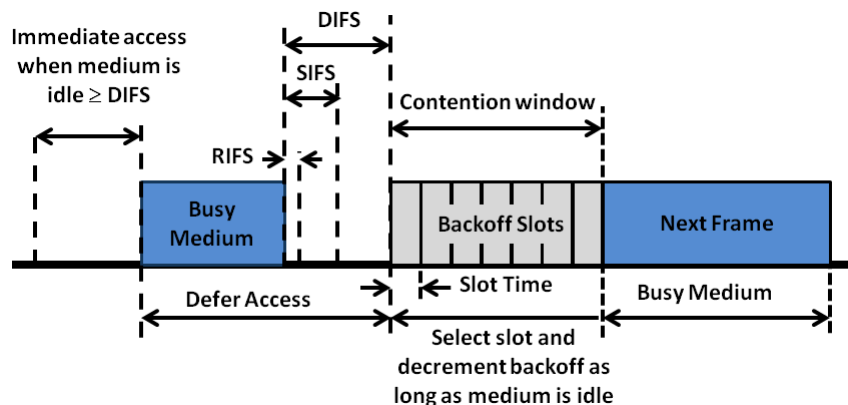 DIFS
Immediate access
when medium is
idle ≥ DIFS
SIFS
Contention window
RIFS
Busy
Medium
Backoff Slots
Next Frame
Slot Time
Defer Access
Busy Medium
Select slot and
decrement backoff as
long as medium is idle